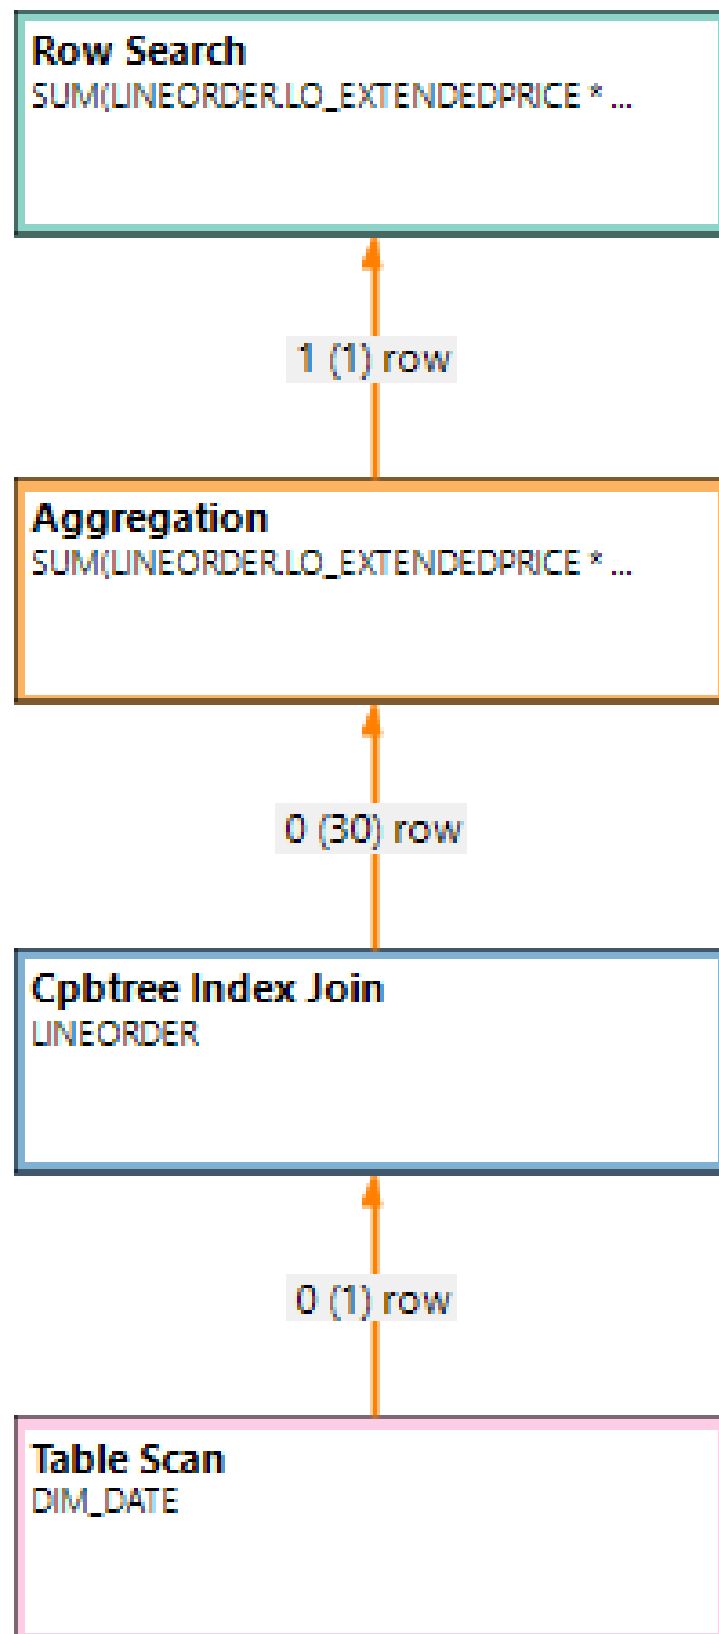 Row Search
SUM(LINEORDER.LO_EXTENDEDPRICE * ...
1 (1) row
Aggregation
SUM(LINEORDER.LO_EXTENDEDPRICE * ...
0 (30) row
Cpbtree Index Join
LINEORDER
0 (1) row
Table Scan
DIM_DATE